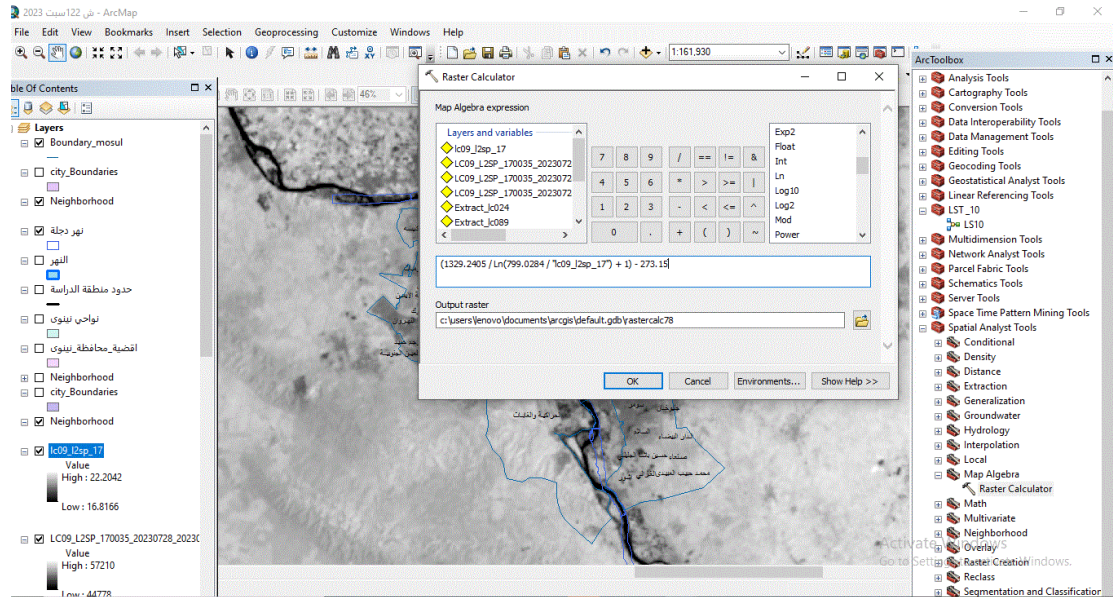 ش 122سبت 2023 - ArcMap
File Edit View Bookmarks Insert Selection Geoprocessing Customize Windows Help
1:161,930
46%
ble Of Contents
Layers
Boundary_mosul
city_Boundaries
Neighborhood
نهر دجلة
النهر
حدود منطقة الدراسة
نواحي نينوى
اقضية_محافظة_نينوى
Neighborhood
city_Boundaries
Neighborhood
lc09_l2sp_17
Value
High : 22.2042
Low : 16.8166
LC09_L2SP_170035_20230728_20230
Value
High : 57210
Low : 44778
Raster Calculator
Map Algebra expression
Layers and variables
lc09_l2sp_17
LC09_L2SP_170035_2023072
LC09_L2SP_170035_2023072
LC09_L2SP_170035_2023072
Extract_lc024
Extract_lc089
7 8 9 / == != &
4 5 6 * > >= |
1 2 3 - < <= ^
0 . + ( ) ~
Exp2
Float
Int
Ln
Log10
Log2
Mod
Power
(1329.2405 / Ln(799.0284 / "lc09_l2sp_17") + 1) - 273.15
Output raster
c:\users\lenovo\documents\arcgis\default.gdb\rastercalc78
OK Cancel Environments... Show Help >>
ArcToolbox
Analysis Tools
Cartography Tools
Conversion Tools
Data Interoperability Tools
Data Management Tools
Editing Tools
Geocoding Tools
Geostatistical Analyst Tools
Linear Referencing Tools
LST_10
LS10
Multidimension Tools
Network Analyst Tools
Parcel Fabric Tools
Schematics Tools
Server Tools
Space Time Pattern Mining Tools
Spatial Analyst Tools
Conditional
Density
Distance
Extraction
Generalization
Groundwater
Hydrology
Interpolation
Local
Map Algebra
Raster Calculator
Math
Multivariate
Neighborhood
Overlay
Raster Creation
Reclass
Segmentation and Classification
Activate Windows
Go to Settings to activate Windows.